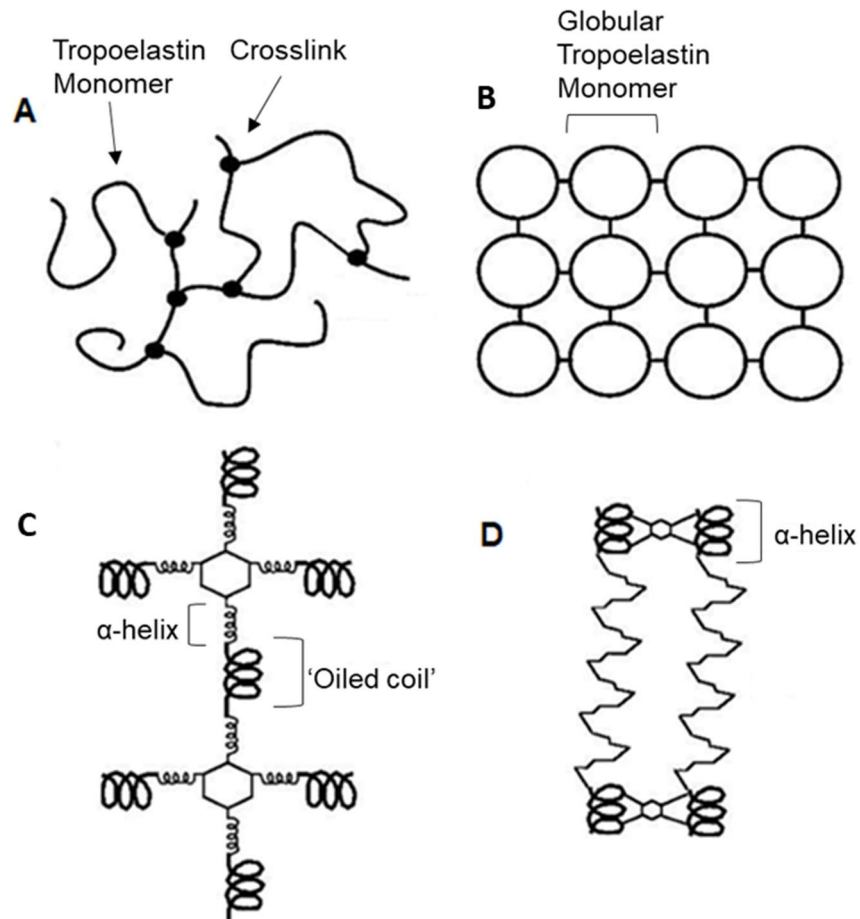 Tropoelastin
Monomer
Crosslink
A
Globular
Tropoelastin
Monomer
B
C
α-helix
‘Oiled coil’
D
α-helix